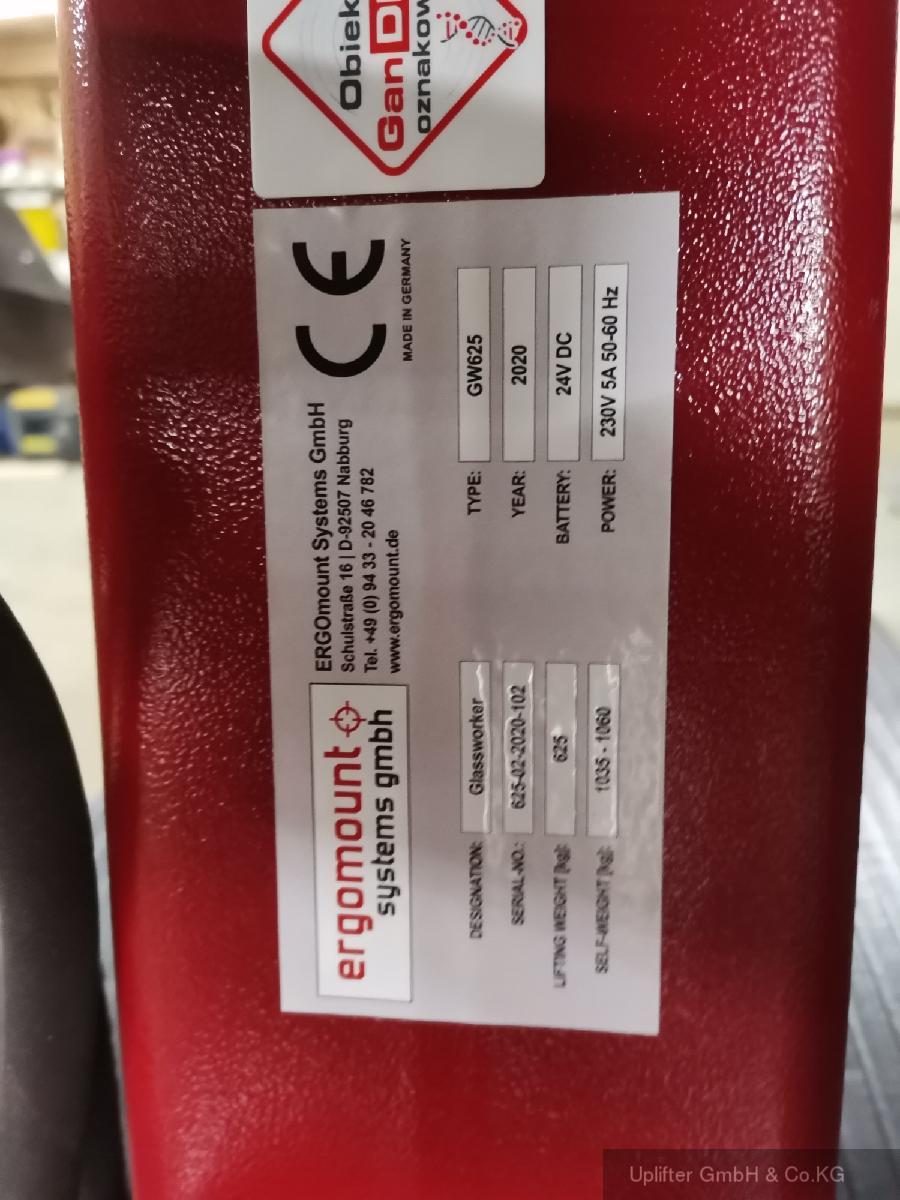 Obiek
GanD
oznakow
ergomount
systems gmbh
ERGOmount Systems GmbH
Schulstraße 16 | D-92507 Nabburg
Tel. +49 (0) 94 33 - 20 46 782
www.ergomount.de
CE
MADE IN GERMANY
DESIGNATION: Glassworker TYPE: GW625
SERIAL-NO.: 625-02-2020-102 YEAR: 2020
LIFTING WEIGHT [kg]: 625 BATTERY: 24V DC
SELF-WEIGHT [kg]: 1035 - 1060 POWER: 230V 5A 50-60 Hz
Uplifter GmbH & Co.KG